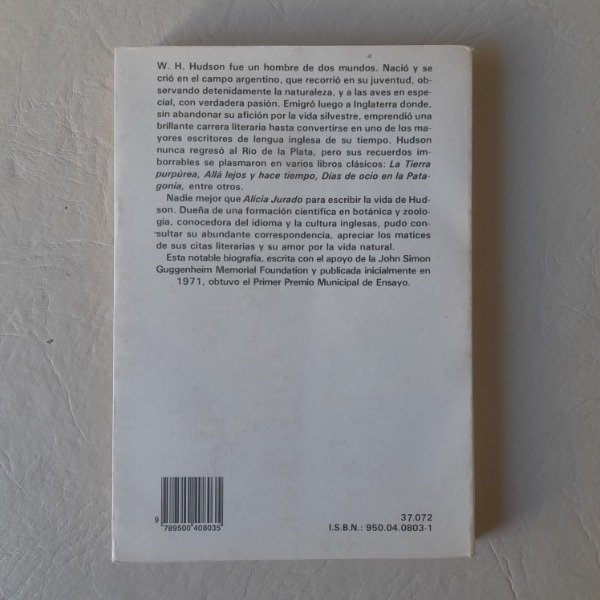 W. H. Hudson fue un hombre de dos mundos. Nació y se
crió en el campo argentino, que recorrió en su juventud, ob-
servando detenidamente la naturaleza, y a las aves en espe-
cial, con verdadera pasión. Emigró luego a Inglaterra donde,
sin abandonar su afición por la vida silvestre, emprendió una
brillante carrera literaria hasta convertirse en uno de los ma-
yores escritores de lengua inglesa de su tiempo. Hudson
nunca regresó al Río de la Plata, pero sus recuerdos im-
borrables se plasmaron en varios libros clásicos: La Tierra
purpúrea, Allá lejos y hace tiempo, Días de ocio en la Pata-
gonia, entre otros.
Nadie mejor que Alicia Jurado para escribir la vida de Hud-
son. Dueña de una formación científica en botánica y zoolo-
gía, conocedora del idioma y la cultura inglesas, pudo con-
sultar su abundante correspondencia, apreciar los matices
de sus citas literarias y su amor por la vida natural.
Esta notable biografía, escrita con el apoyo de la John Simon
Guggenheim Memorial Foundation y publicada inicialmente en
1971, obtuvo el Primer Premio Municipal de Ensayo.
9 789500 408035
37.072
I.S.B.N.: 950.04.0803-1